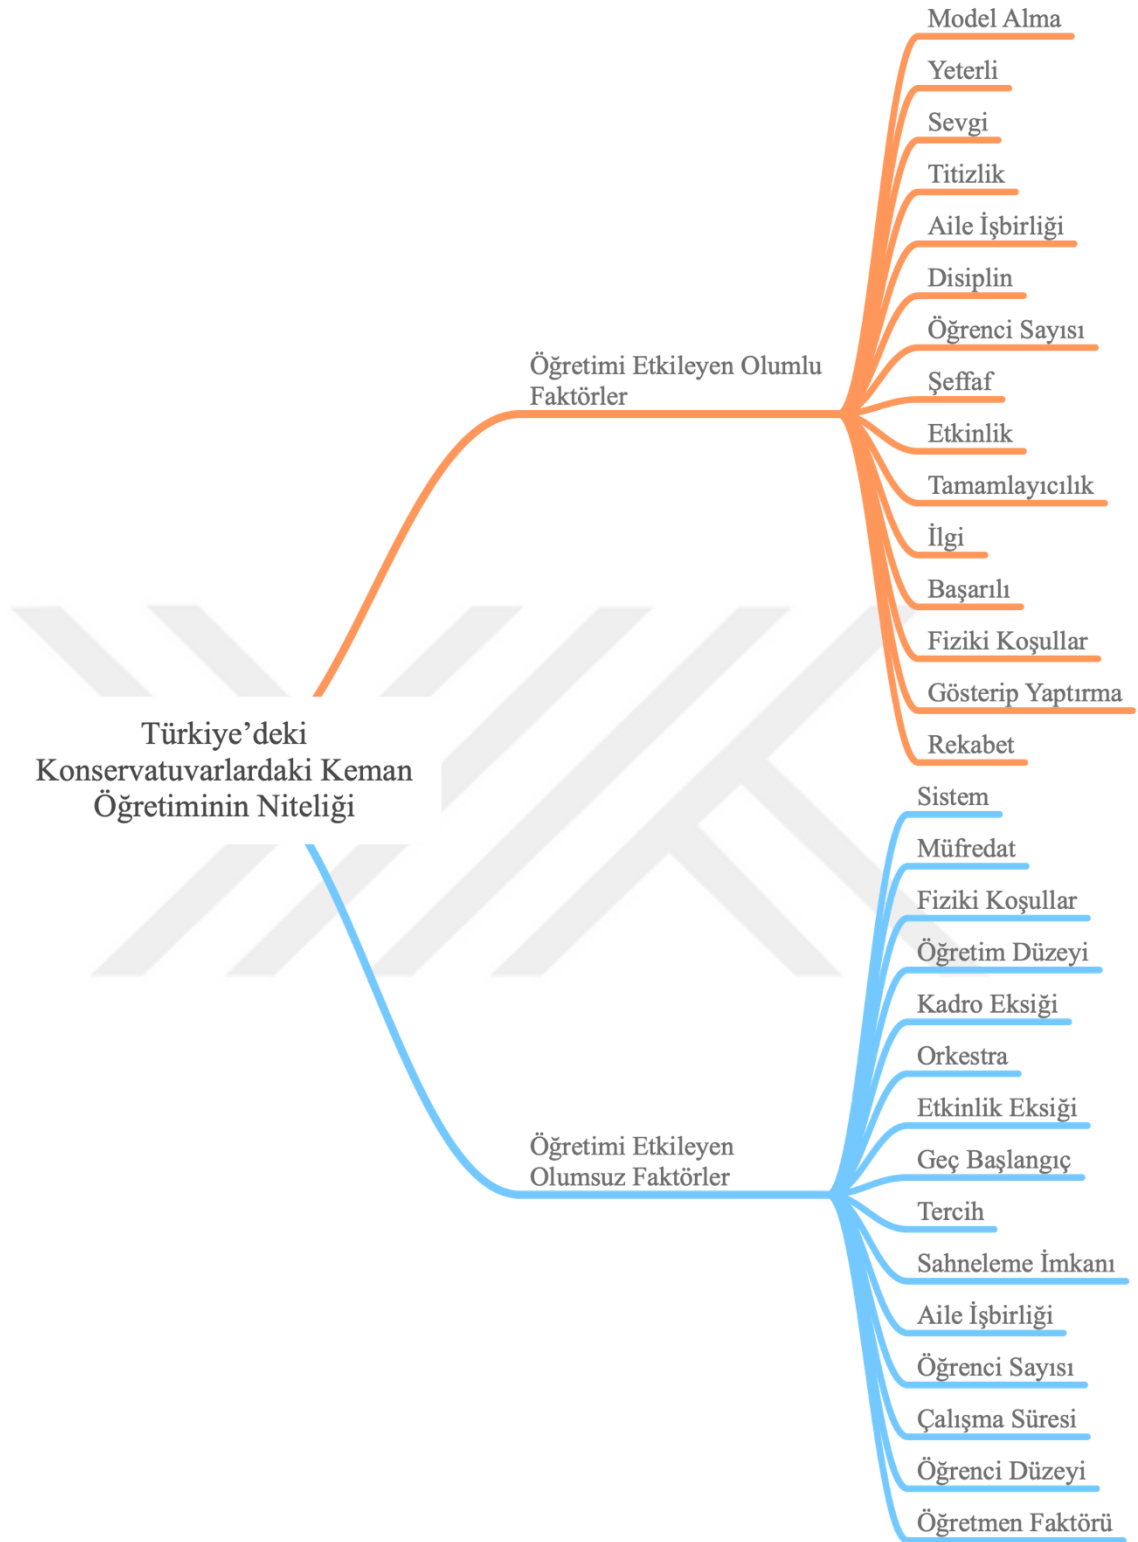 Türkiye’deki
Konservatuvarlardaki Keman
Öğretiminin Niteliği
Öğretimi Etkileyen Olumlu
Faktörler
Model Alma
Yeterli
Sevgi
Titizlik
Aile İşbirliği
Disiplin
Öğrenci Sayısı
Şeffaf
Etkinlik
Tamamlayıcılık
İlgi
Başarılı
Fiziki Koşullar
Gösterip Yaptırma
Rekabet
Öğretimi Etkileyen
Olumsuz Faktörler
Sistem
Müfredat
Fiziki Koşullar
Öğretim Düzeyi
Kadro Eksiği
Orkestra
Etkinlik Eksiği
Geç Başlangıç
Tercih
Sahneleme İmkanı
Aile İşbirliği
Öğrenci Sayısı
Çalışma Süresi
Öğrenci Düzeyi
Öğretmen Faktörü